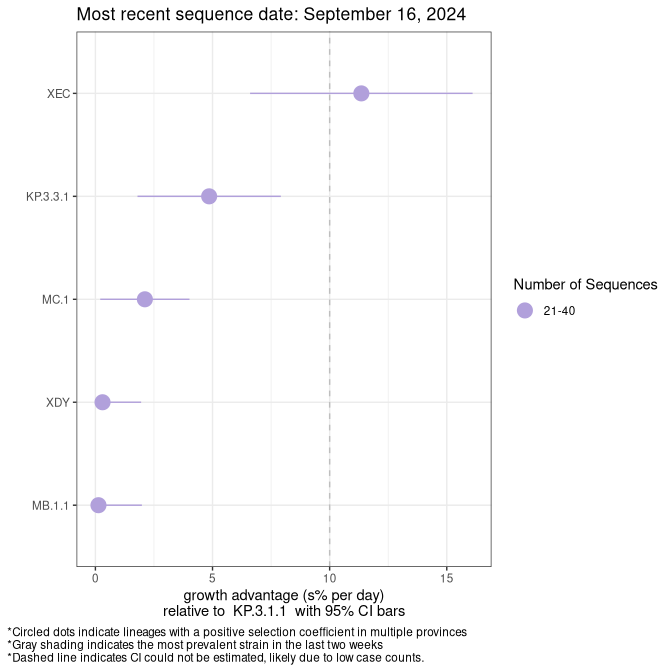 Most recent sequence date: September 16, 2024
XEC
KP.3.3.1
MC.1
XDY
MB.1.1
0 5 10 15
growth advantage (s% per day)
relative to KP.3.1.1 with 95% CI bars
Number of Sequences
21-40
*Circled dots indicate lineages with a positive selection coefficient in multiple provinces
*Gray shading indicates the most prevalent strain in the last two weeks
*Dashed line indicates CI could not be estimated, likely due to low case counts.